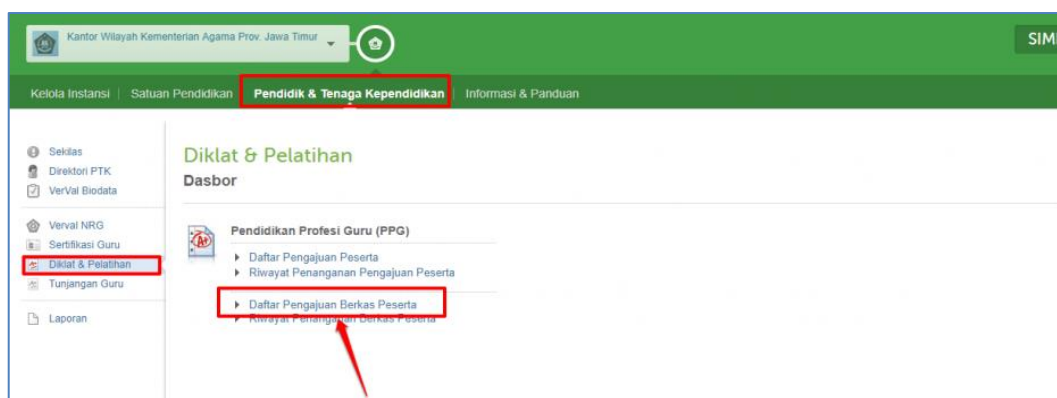 Kantor Wilayah Kementerian Agama Prov. Jawa Timur
Kelola Instansi | Satuan Pendidikan Pendidik & Tenaga Kependidikan Informasi & Panduan
Sekilas
Direktori PTK
VerVal Biodata
Verval NRG
Sertifikasi Guru
Diklat & Pelatihan
Tunjangan Guru
Laporan
Diklat & Pelatihan
Dasbor
A+
Pendidikan Profesi Guru (PPG)
Daftar Pengajuan Peserta
Riwayat Penanganan Pengajuan Peserta
Daftar Pengajuan Berkas Peserta
Riwayat Penanganan Berkas Peserta